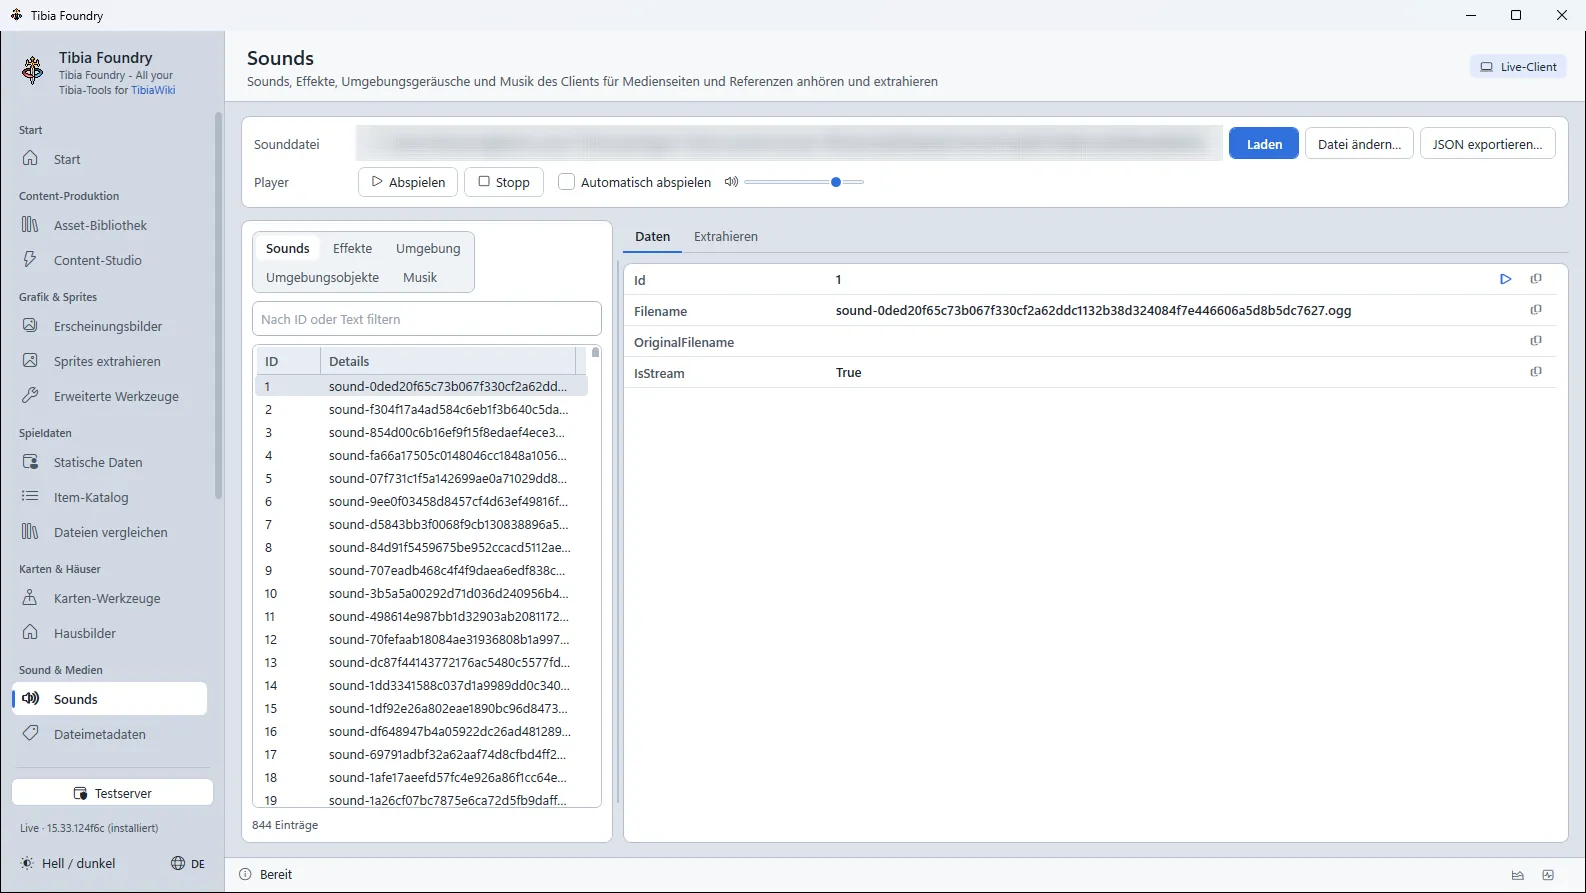 Tibia Foundry
Tibia Foundry
Tibia Foundry - All your
Tibia-Tools for TibiaWiki
Start
Start
Content-Produktion
Asset-Bibliothek
Content-Studio
Grafik & Sprites
Erscheinungsbilder
Sprites extrahieren
Erweiterte Werkzeuge
Spieldaten
Statische Daten
Item-Katalog
Dateien vergleichen
Karten & Häuser
Karten-Werkzeuge
Hausbilder
Sound & Medien
Sounds
Dateimetadaten
Testserver
Live · 15.33.124f6c (installiert)
Hell / dunkel DE
Sounds
Sounds, Effekte, Umgebungsgeräusche und Musik des Clients für Medienseiten und Referenzen anhören und extrahieren
Live-Client
Sounddatei Laden Datei ändern... JSON exportieren...
Player Abspielen Stopp Automatisch abspielen
Sounds Effekte Umgebung
Umgebungsobjekte Musik
Nach ID oder Text filtern
ID Details
1 sound-0ded20f65c73b067f330cf2a62dd...
2 sound-f304f17a4ad584c6eb1f3b640c5da...
3 sound-854d00c6b16ef9f15f8edaef4ece3...
4 sound-fa66a17505c0148046cc1848a1056...
5 sound-07f731c1f5a142699ae0a71029dd8...
6 sound-9ee0f03458d8457cf4d63ef49816f...
7 sound-d5843bb3f0068f9cb130838896a5...
8 sound-84d91f5459675be952ccacd5112ae...
9 sound-707eadb468c4f4f9daea6edf838c...
10 sound-3b5a5a00292d71d036d240956b4...
11 sound-498614e987bb1d32903ab2081172...
12 sound-70fefaab18084ae31936808b1a997...
13 sound-dc87f44143772176ac5480c5577fd...
14 sound-1dd3341588c037d1a9989dd0c340...
15 sound-1df92e26a802eae1890bc96d8473...
16 sound-df648947b4a05922dc26ad481289...
17 sound-69791adbf32a62aaf74d8cfbd4ff2...
18 sound-1afe17aeefd57fc4e926a86f1cc64e...
19 sound-1a26cf07bc7875e6ca72d5fb9daff...
844 Einträge
Daten Extrahieren
Id 1
Filename sound-0ded20f65c73b067f330cf2a62ddc1132b38d324084f7e446606a5d8b5dc7627.ogg
OriginalFilename
IsStream True
Bereit